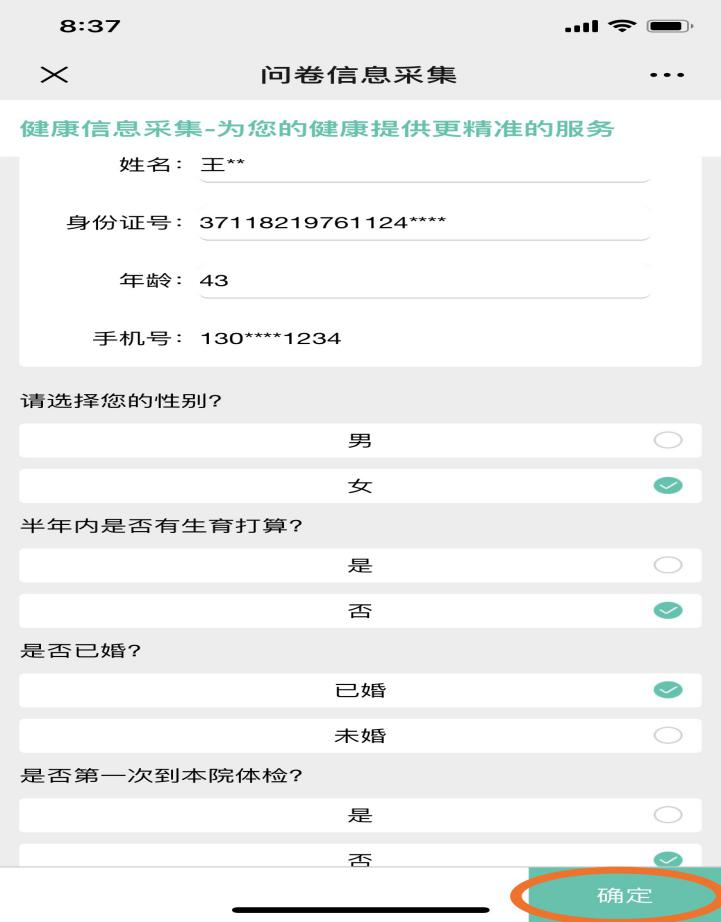 8:37
问卷信息采集
健康信息采集-为您的健康提供更精准的服务
姓名：王**
身份证号：37118219761124****
年龄：43
手机号：130****1234
请选择您的性别?
男
女
半年内是否有生育打算?
是
否
是否已婚?
已婚
未婚
是否第一次到本院体检?
是
否
确定